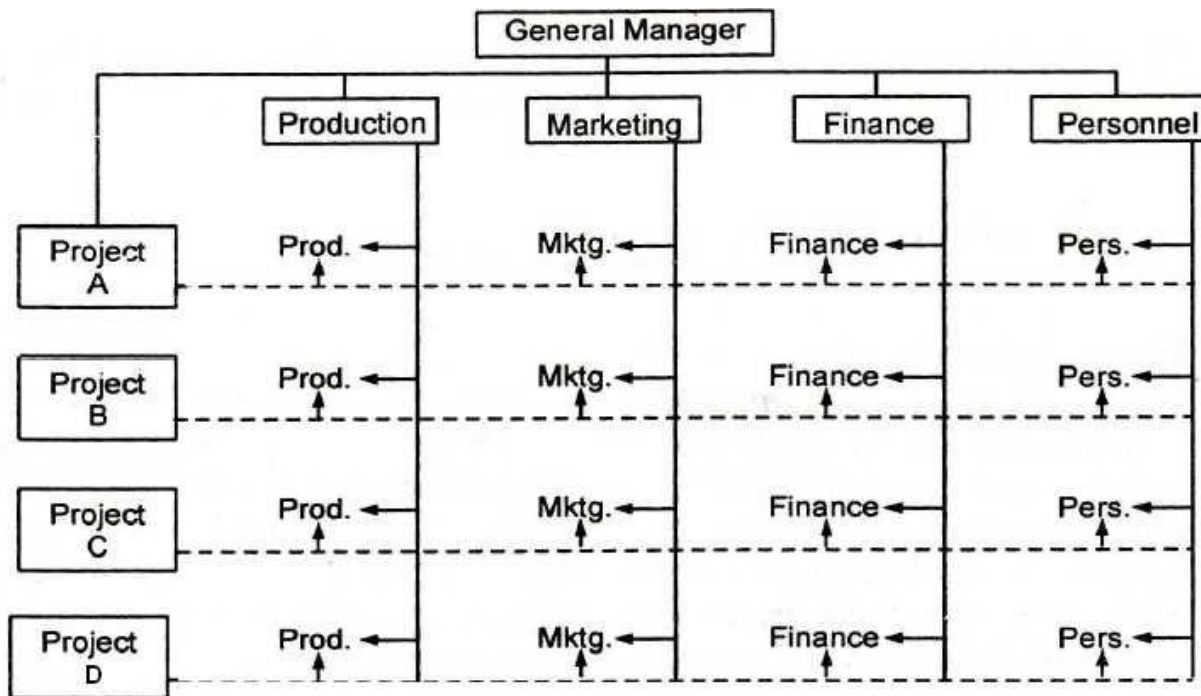 General Manager
Production Marketing Finance Personnel
Project
A
Prod. Mktg. Finance Pers.
Project
B
Prod. Mktg. Finance Pers.
Project
C
Prod. Mktg. Finance Pers.
Project
D
Prod. Mktg. Finance Pers.